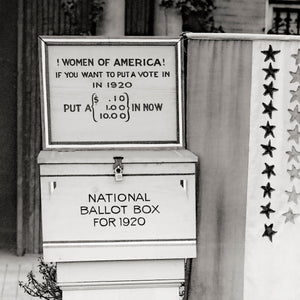 ! WOMEN OF AMERICA!
IF YOU WANT TO PUT A VOTE IN
IN 1920
PUT A {$ .10 1.00 10.00} IN NOW
NATIONAL
BALLOT BOX
FOR 1920